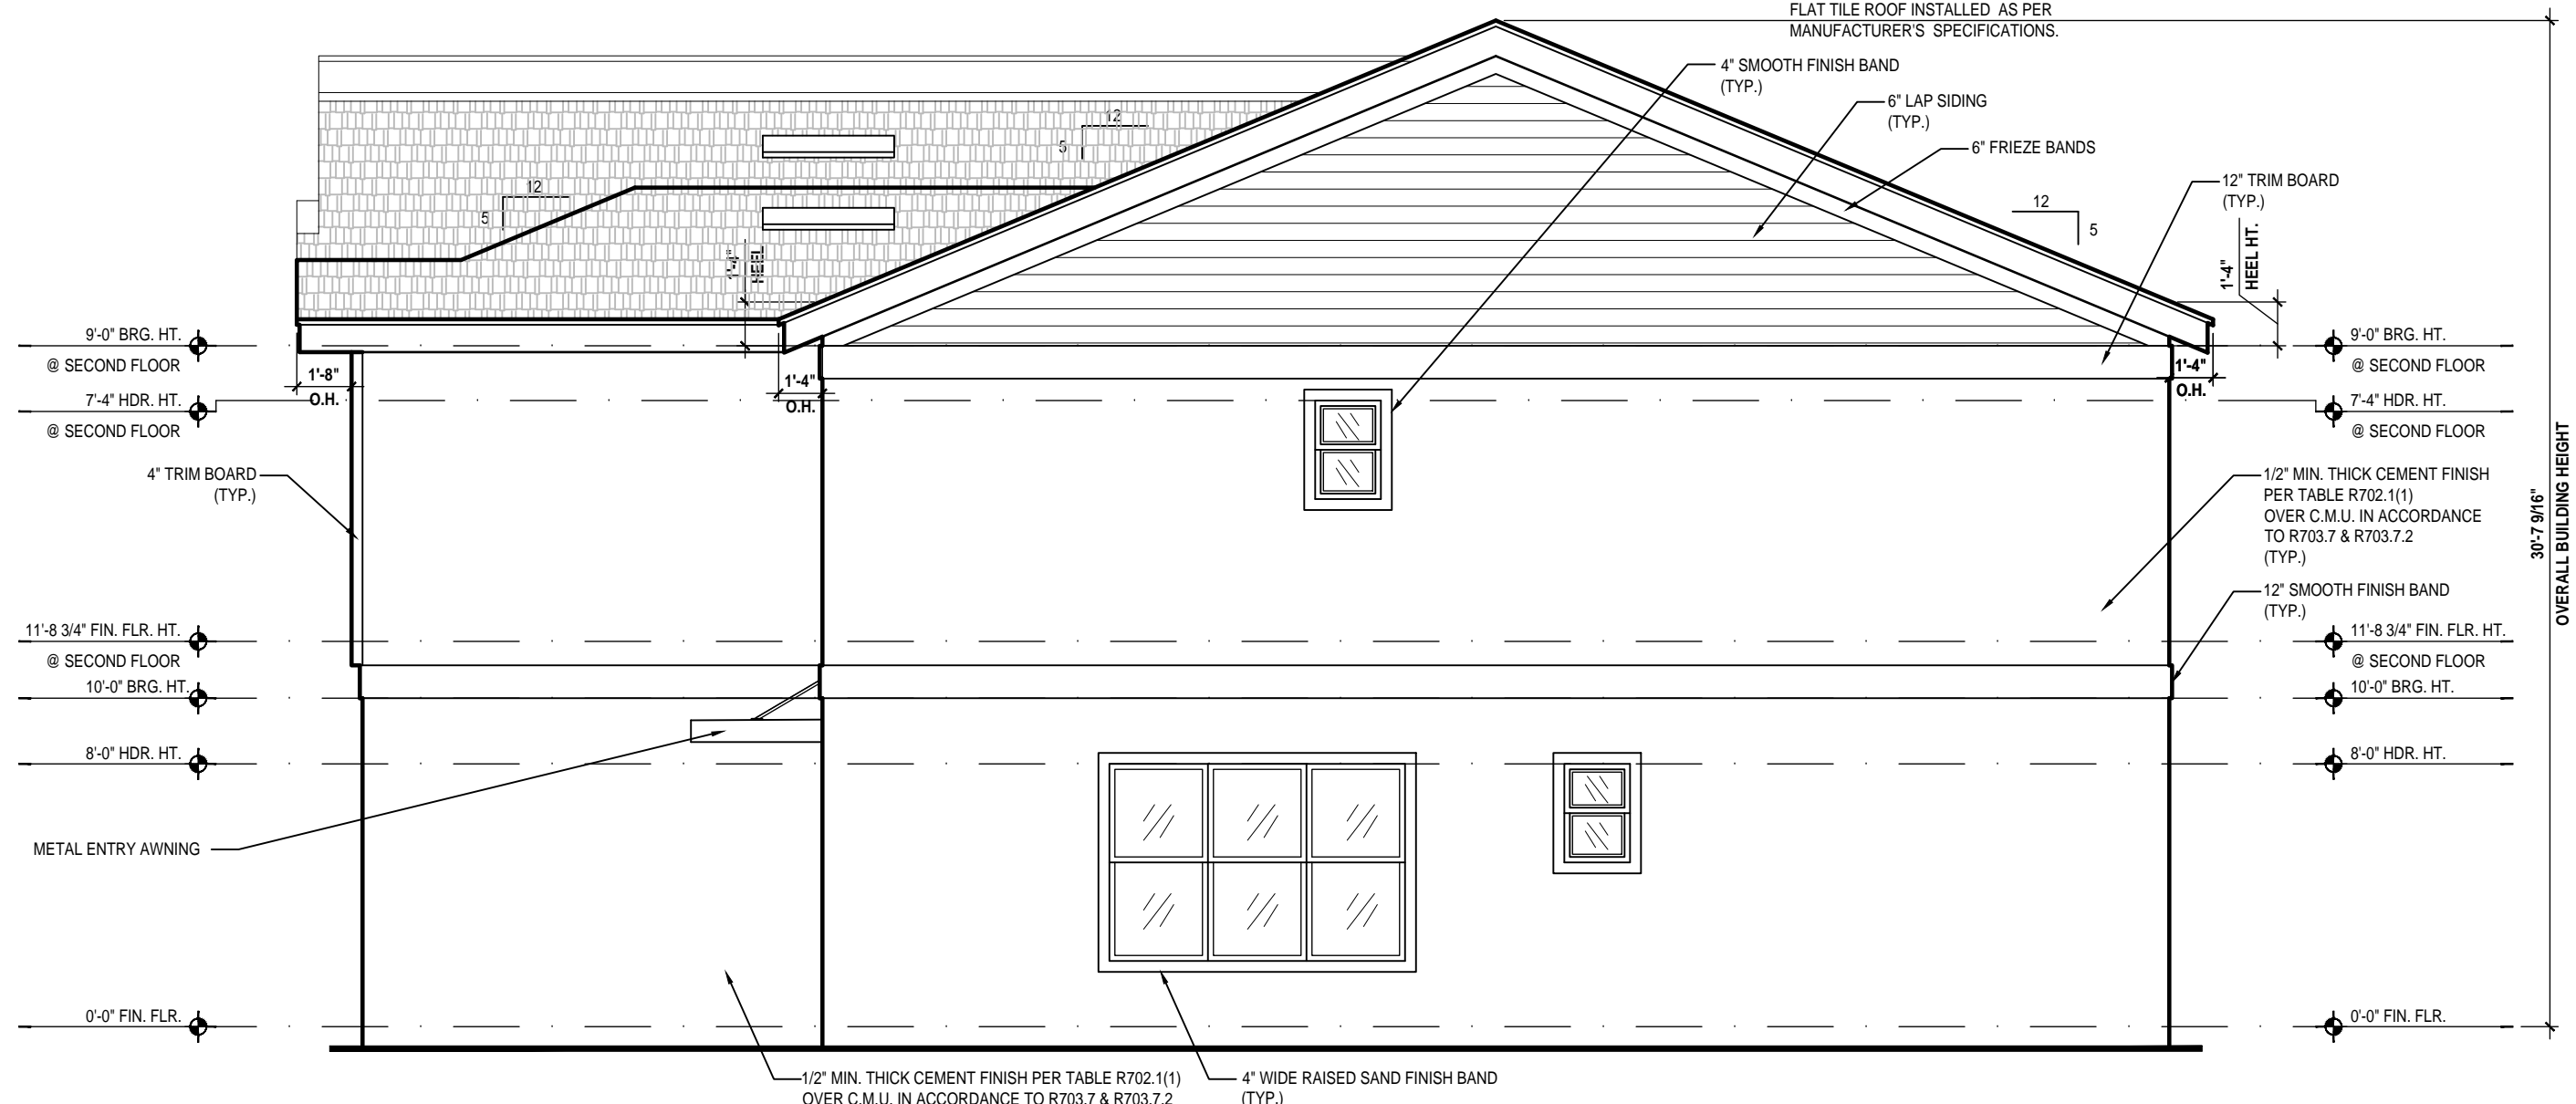 FLAT TILE ROOF INSTALLED AS PER
MANUFACTURER'S SPECIFICATIONS.
4" SMOOTH FINISH BAND
(TYP.)
6" LAP SIDING
(TYP.)
6" FRIEZE BANDS
12" TRIM BOARD
(TYP.)
12
5
12
5
12
5
1'-4"
HEEL HT.
9'-0" BRG. HT.
@ SECOND FLOOR
7'-4" HDR. HT.
@ SECOND FLOOR
1'-8"
O.H.
1'-4"
O.H.
1'-4"
O.H.
9'-0" BRG. HT.
@ SECOND FLOOR
7'-4" HDR. HT.
@ SECOND FLOOR
4" TRIM BOARD
(TYP.)
1/2" MIN. THICK CEMENT FINISH
PER TABLE R702.1(1)
OVER C.M.U. IN ACCORDANCE
TO R703.7 & R703.7.2
(TYP.)
12" SMOOTH FINISH BAND
(TYP.)
30'-7 9/16"
OVERALL BUILDING HEIGHT
11'-8 3/4" FIN. FLR. HT.
@ SECOND FLOOR
10'-0" BRG. HT.
8'-0" HDR. HT.
11'-8 3/4" FIN. FLR. HT.
@ SECOND FLOOR
10'-0" BRG. HT.
8'-0" HDR. HT.
METAL ENTRY AWNING
0'-0" FIN. FLR.
0'-0" FIN. FLR.
1/2" MIN. THICK CEMENT FINISH PER TABLE R702.1(1)
OVER C.M.U. IN ACCORDANCE TO R703.7 & R703.7.2
4" WIDE RAISED SAND FINISH BAND
(TYP.)